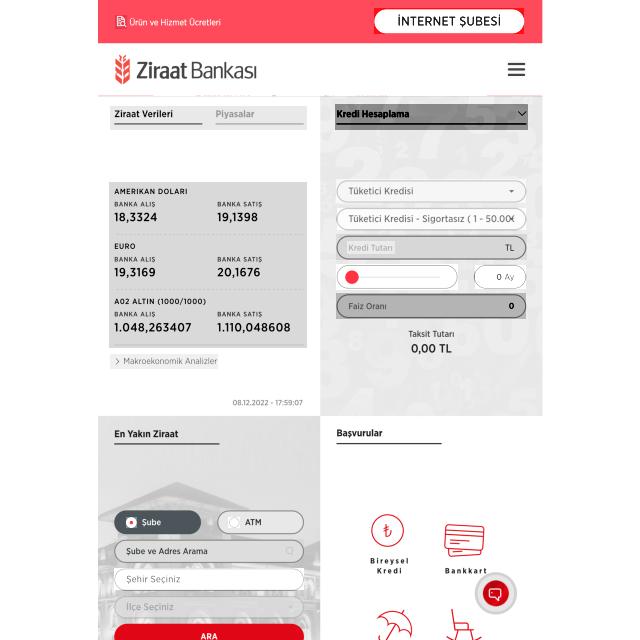 Ürün ve Hizmet Ücretleri
İNTERNET ŞUBESİ
Ziraat Bankası
Ziraat Verileri
Piyasalar
AMERIKAN DOLARI
BANKA ALIŞ
BANKA SATIŞ
18,3324
19,1398
EURO
BANKA ALIŞ
BANKA SATIŞ
19,3169
20,1676
A02 ALTIN (1000/1000)
BANKA ALIŞ
BANKA SATIŞ
1.048,263407
1.110,048608
Makroekonomik Analizler
08.12.2022 - 17:59:07
Kredi Hesaplama
Tüketici Kredisi
Tüketici Kredisi - Sigortasız ( 1 - 50.00
Kredi Tutarı
TL
0 Ay
Faiz Oranı
0
Taksit Tutarı
0,00 TL
En Yakın Ziraat
Şube
ATM
Şube ve Adres Arama
Şehir Seçiniz
İlçe Seçiniz
ARA
Başvurular
Bireysel
Kredi
Bankkart